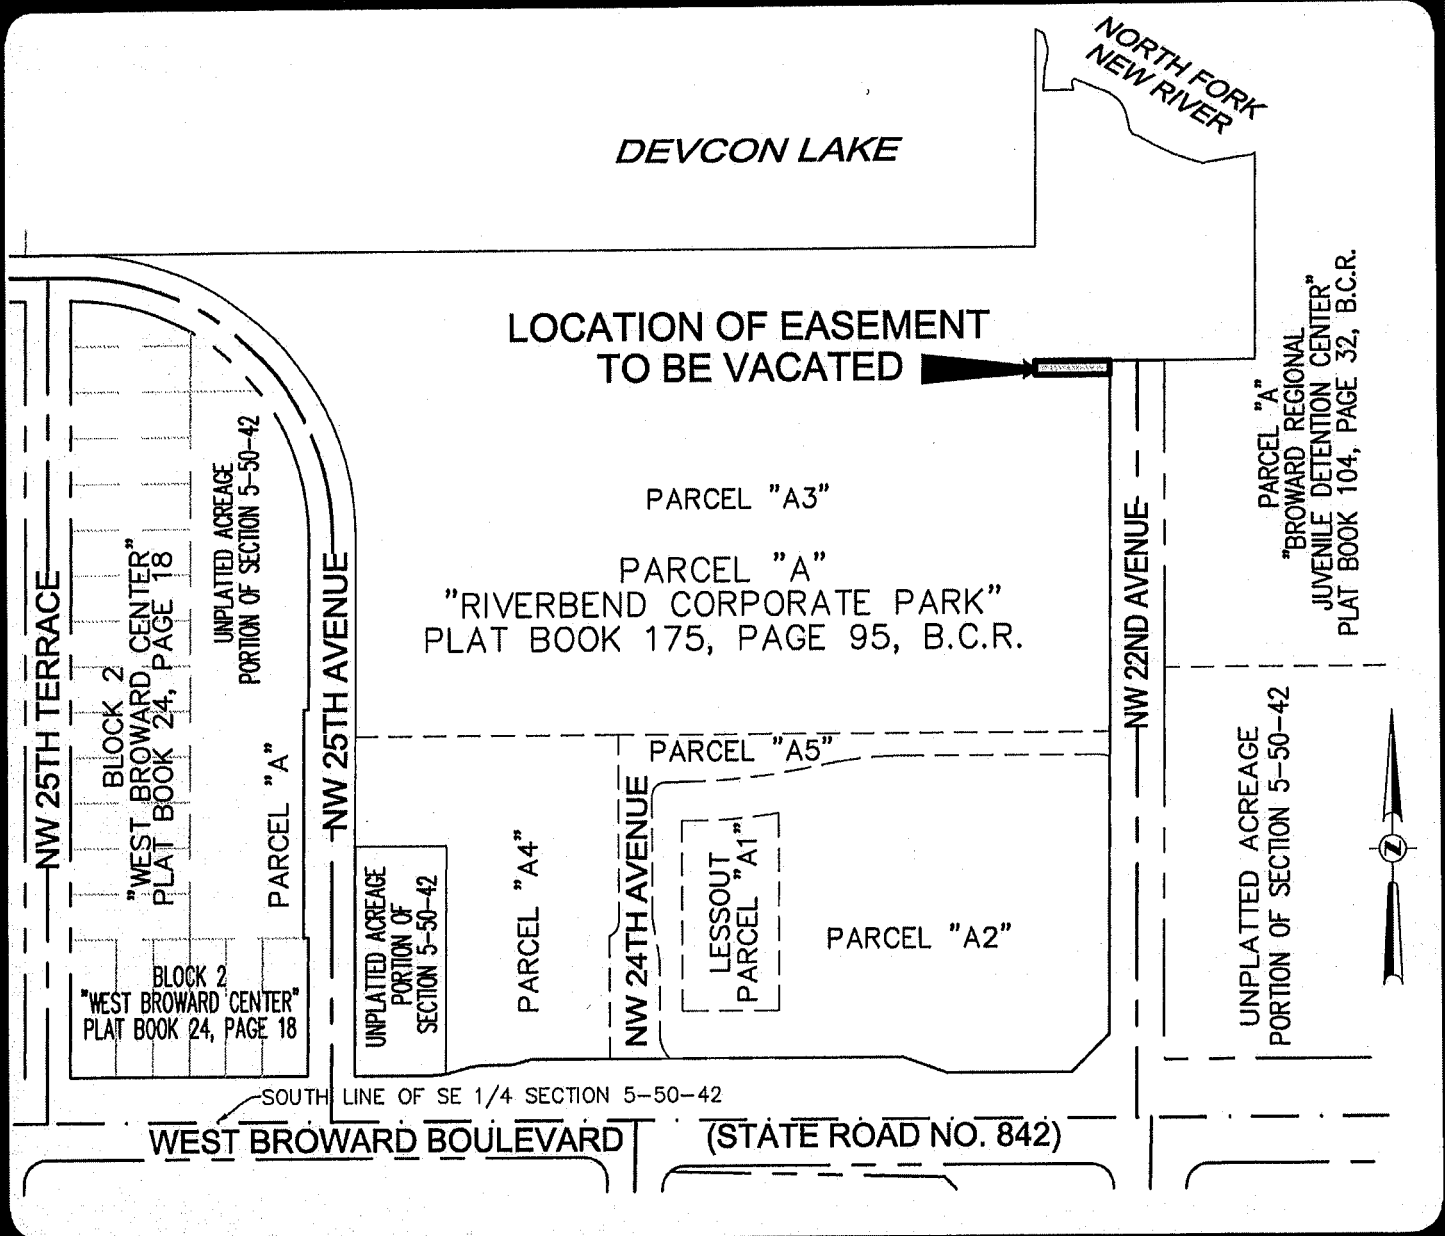 NORTH FORK
NEW RIVER
DEVCON LAKE
LOCATION OF EASEMENT
TO BE VACATED
PARCEL "A"
"BROWARD REGIONAL
JUVENILE DETENTION CENTER"
PLAT BOOK 104, PAGE 32, B.C.R.
UNPLATTED ACREAGE
PORTION OF SECTION 5-50-42
PARCEL "A3"
PARCEL "A"
"RIVERBEND CORPORATE PARK"
PLAT BOOK 175, PAGE 95, B.C.R.
NW 25TH TERRACE
BLOCK 2
"WEST BROWARD CENTER"
PLAT BOOK 24, PAGE 18
PARCEL "A"
NW 25TH AVENUE
NW 22ND AVENUE
PARCEL "A5"
UNPLATTED ACREAGE
PORTION OF
SECTION 5-50-42
PARCEL "A4"
NW 24TH AVENUE
LESSOUT
PARCEL "A1"
PARCEL "A2"
UNPLATTED ACREAGE
PORTION OF SECTION 5-50-42
N
BLOCK 2
"WEST BROWARD CENTER"
PLAT BOOK 24, PAGE 18
SOUTH LINE OF SE 1/4 SECTION 5-50-42
WEST BROWARD BOULEVARD (STATE ROAD NO. 842)